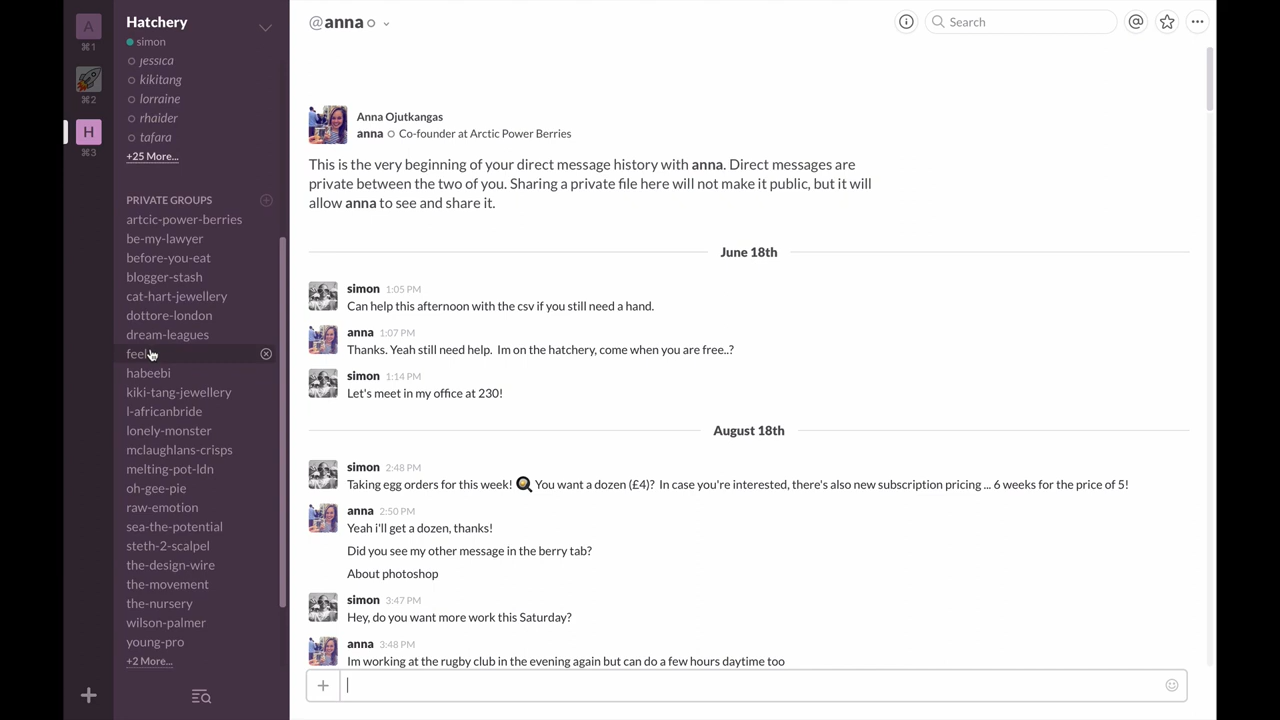 A
⌘1
⌘2
H
⌘3
Hatchery
simon
jessica
kikitang
lorraine
rhaider
tafara
+25 More...
PRIVATE GROUPS
artcic-power-berries
be-my-lawyer
before-you-eat
blogger-stash
cat-hart-jewellery
dottore-london
dream-leagues
habeebi
kiki-tang-jewellery
l-africanbride
lonely-monster
mclaughlans-crisps
melting-pot-ldn
oh-gee-pie
raw-emotion
sea-the-potential
steth-2-scalpel
the-design-wire
the-movement
the-nursery
wilson-palmer
young-pro
+2 More...
@anna
Search
Anna Ojutkangas
anna Co-founder at Arctic Power Berries
This is the very beginning of your direct message history with anna. Direct messages are
private between the two of you. Sharing a private file here will not make it public, but it will
allow anna to see and share it.
June 18th
simon 1:05 PM
Can help this afternoon with the csv if you still need a hand.
anna 1:07 PM
Thanks. Yeah still need help. Im on the hatchery, come when you are free..?
simon 1:14 PM
Let's meet in my office at 230!
August 18th
simon 2:48 PM
Taking egg orders for this week! You want a dozen (£4)? In case you're interested, there's also new subscription pricing ... 6 weeks for the price of 5!
anna 2:50 PM
Yeah i'll get a dozen, thanks!
Did you see my other message in the berry tab?
About photoshop
simon 3:47 PM
Hey, do you want more work this Saturday?
anna 3:48 PM
Im working at the rugby club in the evening again but can do a few hours daytime too